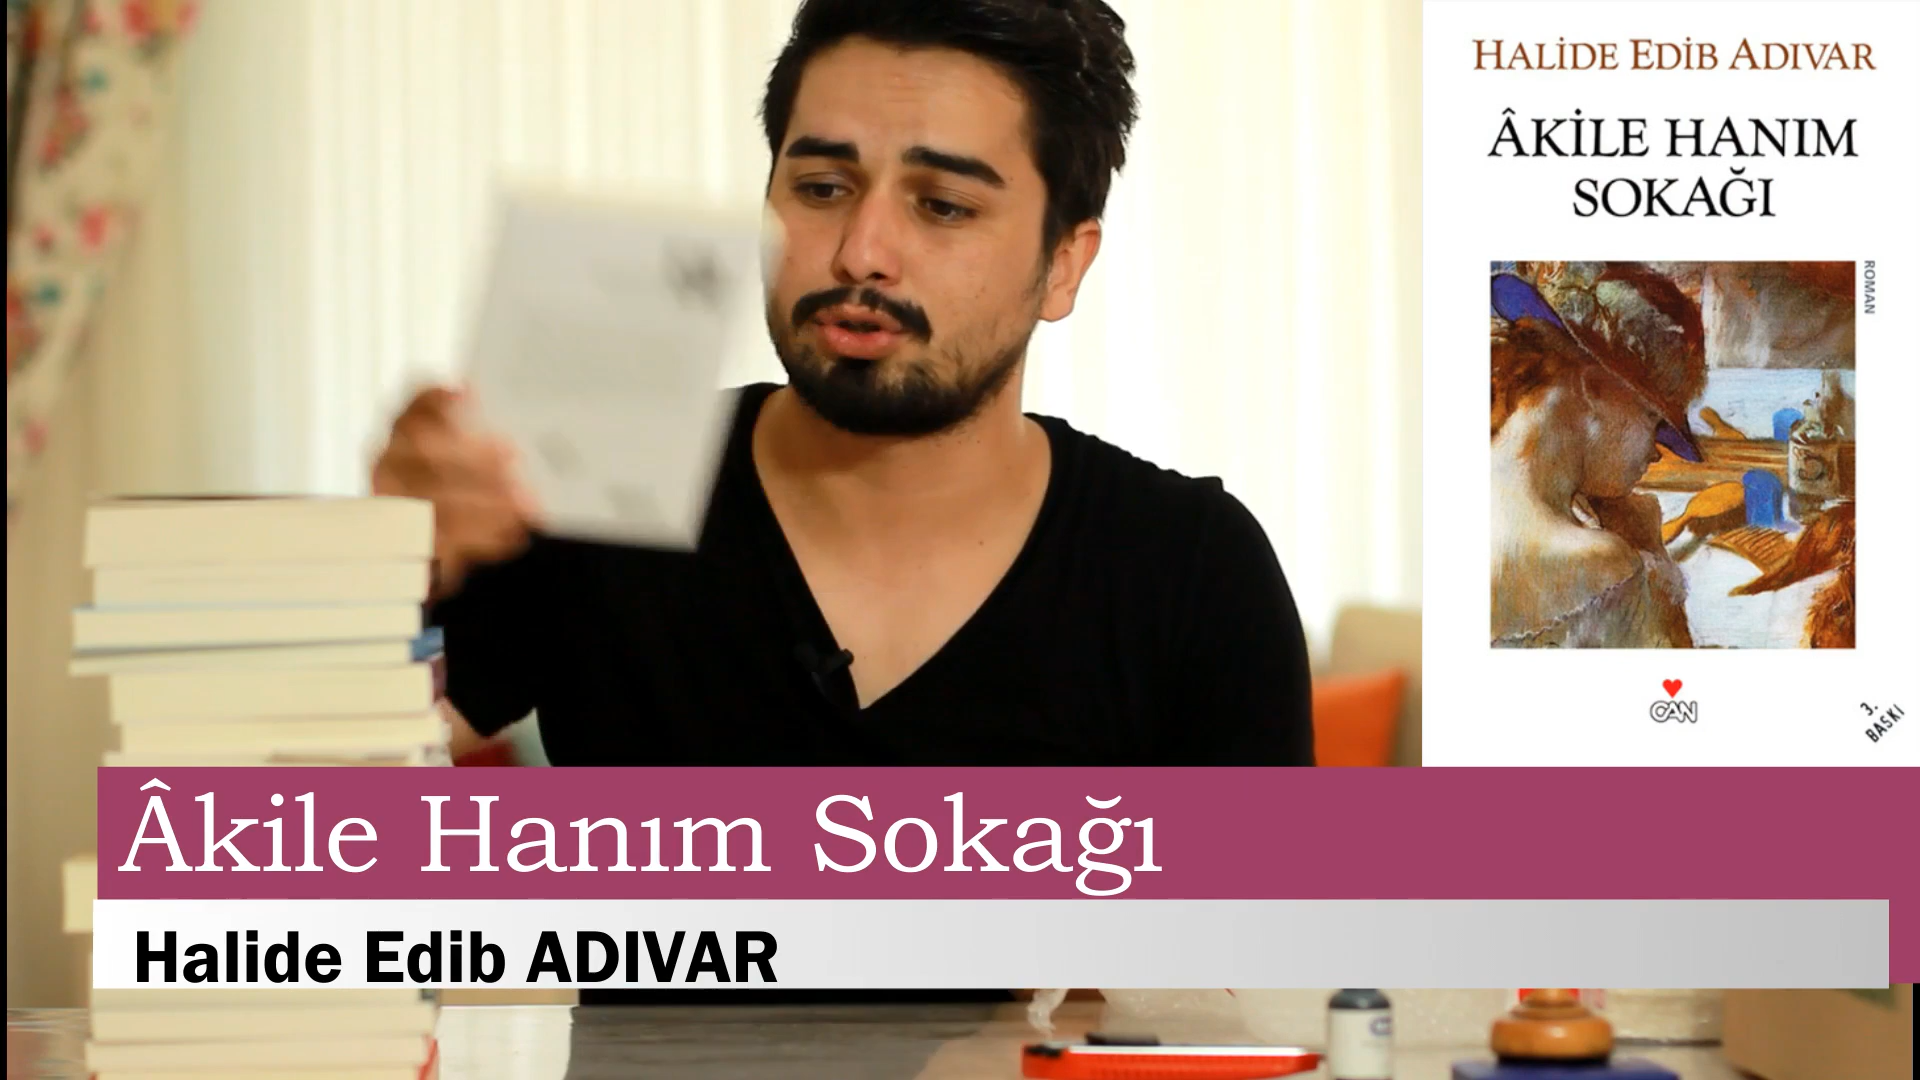 HALİDE EDİB ADIVAR
ÂKİLE HANIM
SOKAĞI
ROMAN
CAN
3.
BASKI
Âkile Hanım Sokağı
Halide Edib ADIVAR